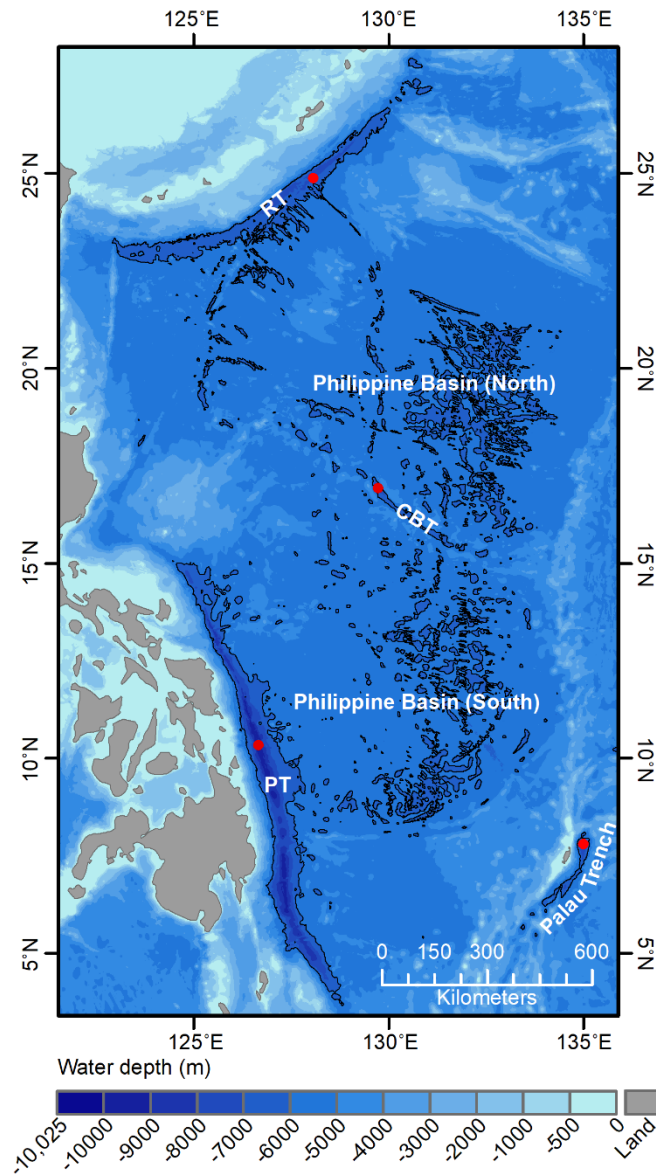 125°E 130°E 135°E
25°N 25°N
RT
20°N 20°N
Philippine Basin (North)
CBT
15°N 15°N
Philippine Basin (South)
10°N 10°N
PT
Palau Trench
5°N 5°N
0 150 300 600
Kilometers
125°E 130°E 135°E
Water depth (m)
-10,025 -10000 -9000 -8000 -7000 -6000 -5000 -4000 -3000 -2000 -1000 -500 0 Land